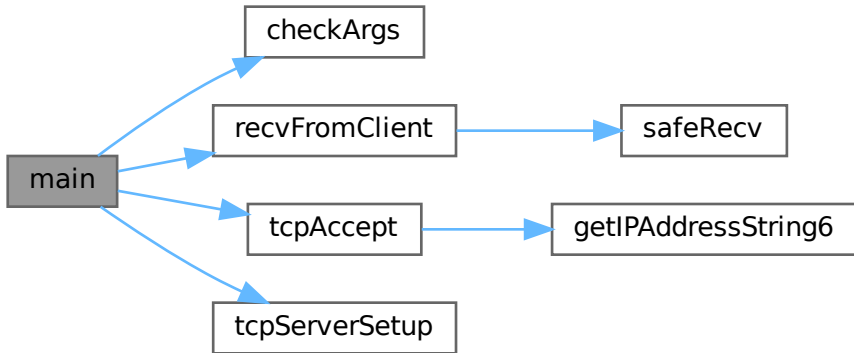 checkArgs
recvFromClient
safeRecv
main
tcpAccept
getIPAddressString6
tcpServerSetup